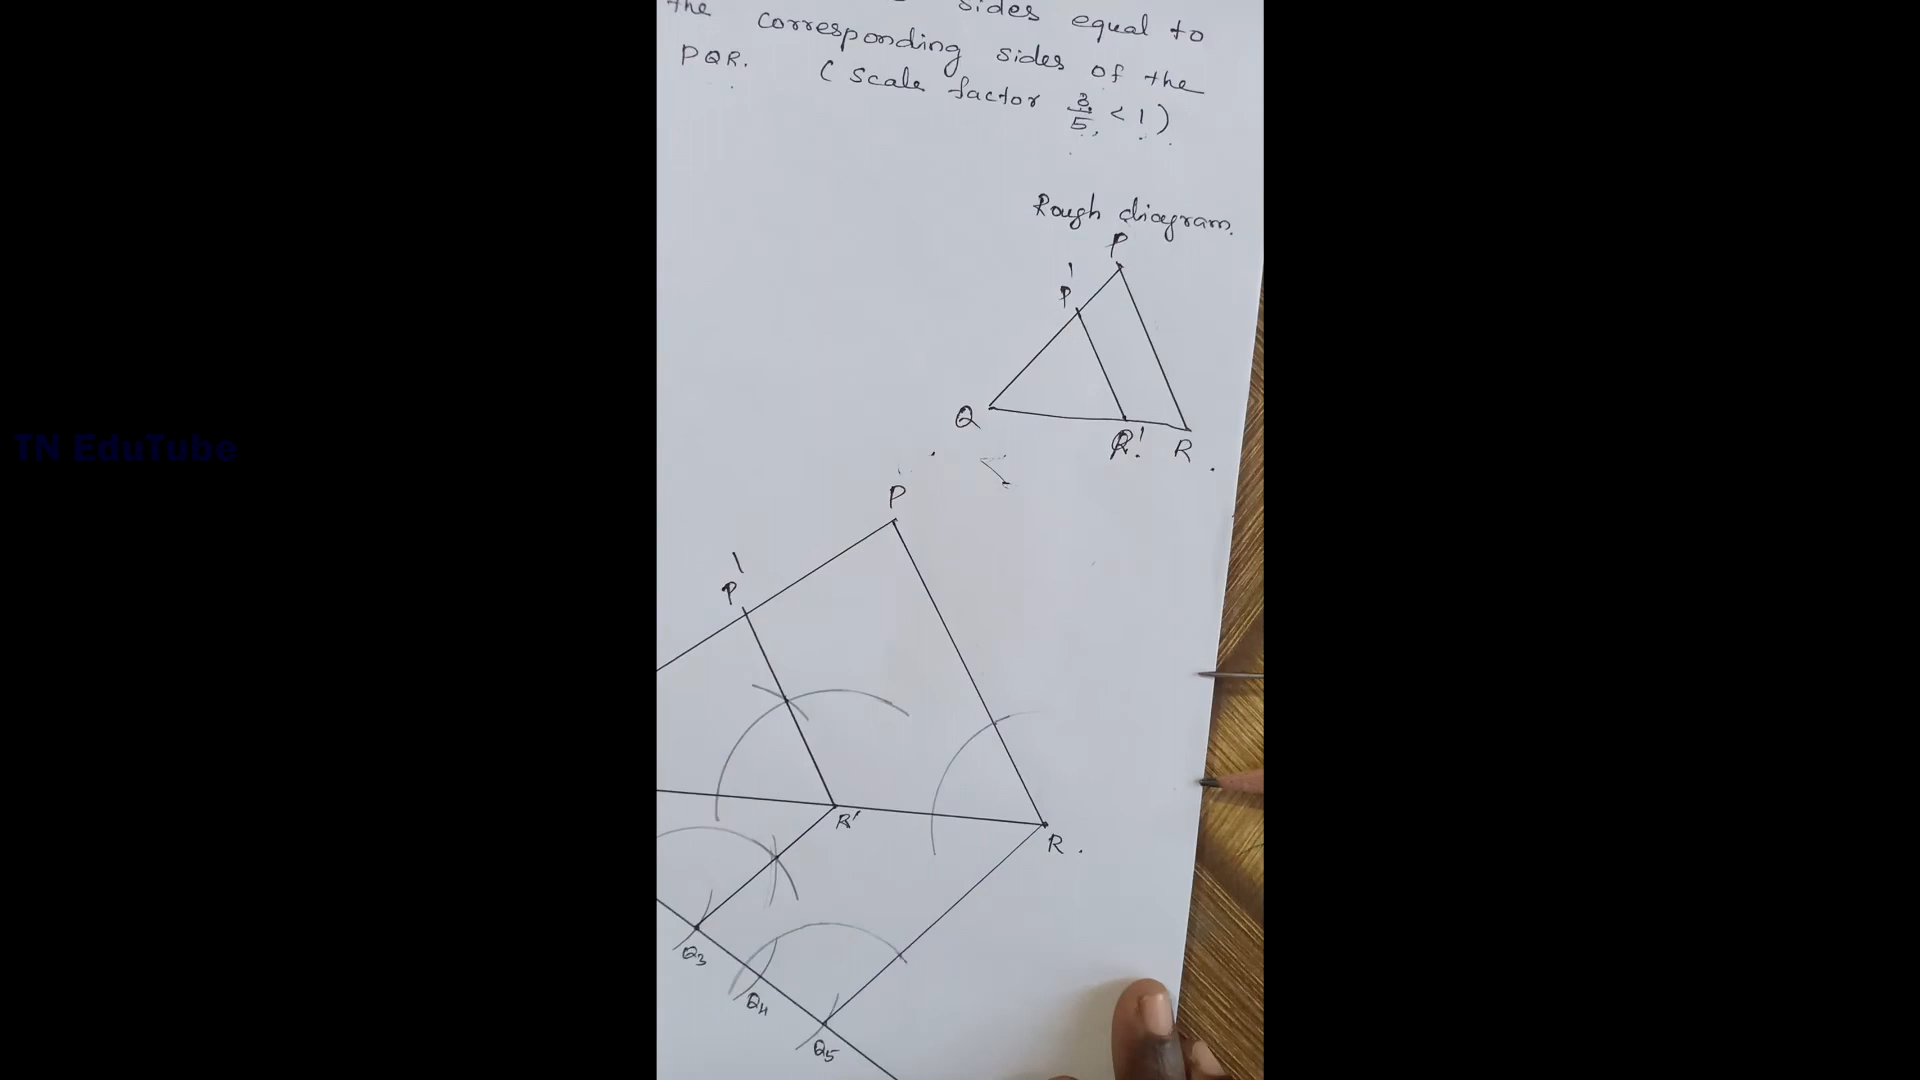 the sides equal to
corresponding sides of the
PQR. (scale factor 3/5 < 1)
Rough diagram.
P
P'
Q
R'
R
TN EduTube
P
P'
R'
R.
Q3
Q4
Q5